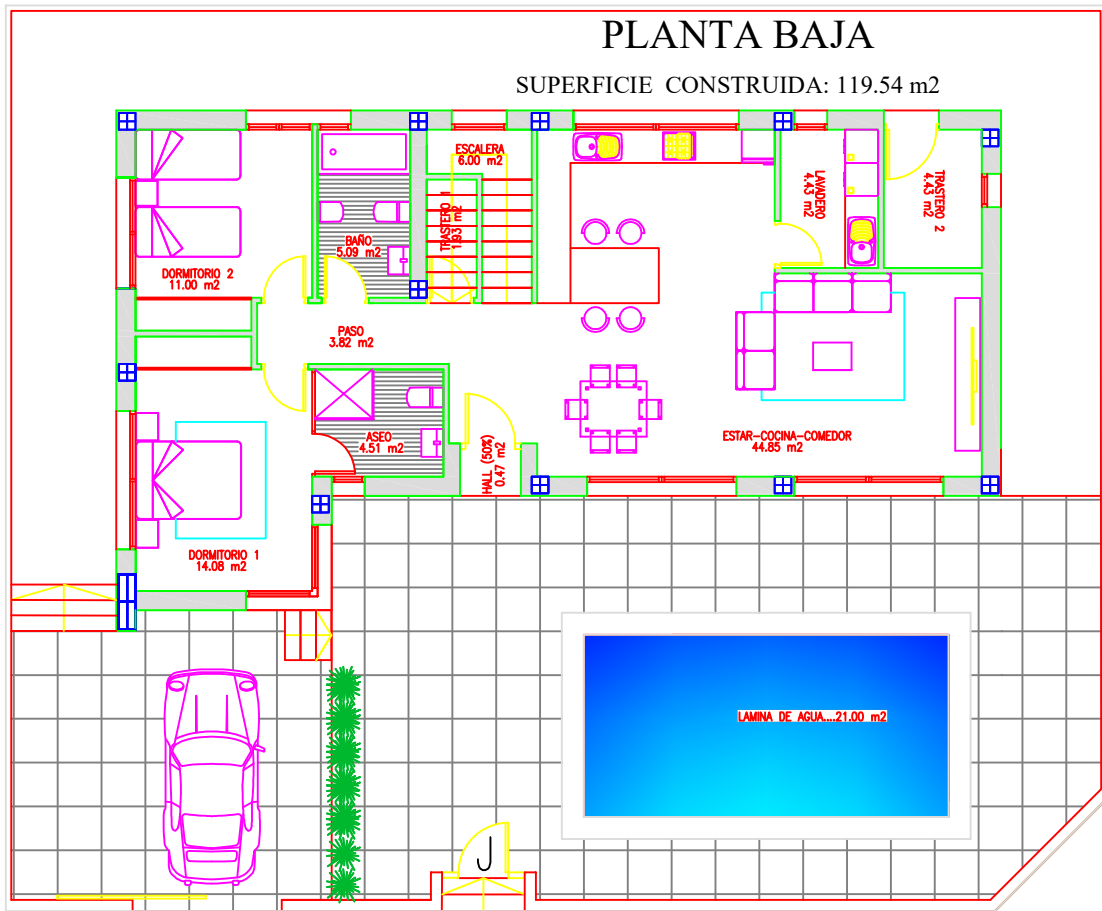 PLANTA BAJA
SUPERFICIE CONSTRUIDA: 119.54 m2
ESCALERA
6.00 m2
TRASTERO 1
1.93 m2
BAÑO
5.09 m2
DORMITORIO 2
11.00 m2
LAVADERO
4.43 m2
TRASTERO 2
4.43 m2
PASO
3.82 m2
ASEO
4.51 m2
HALL (50%)
0.47 m2
ESTAR-COCINA-COMEDOR
44.85 m2
DORMITORIO 1
14.08 m2
LAMINA DE AGUA....21.00 m2
J